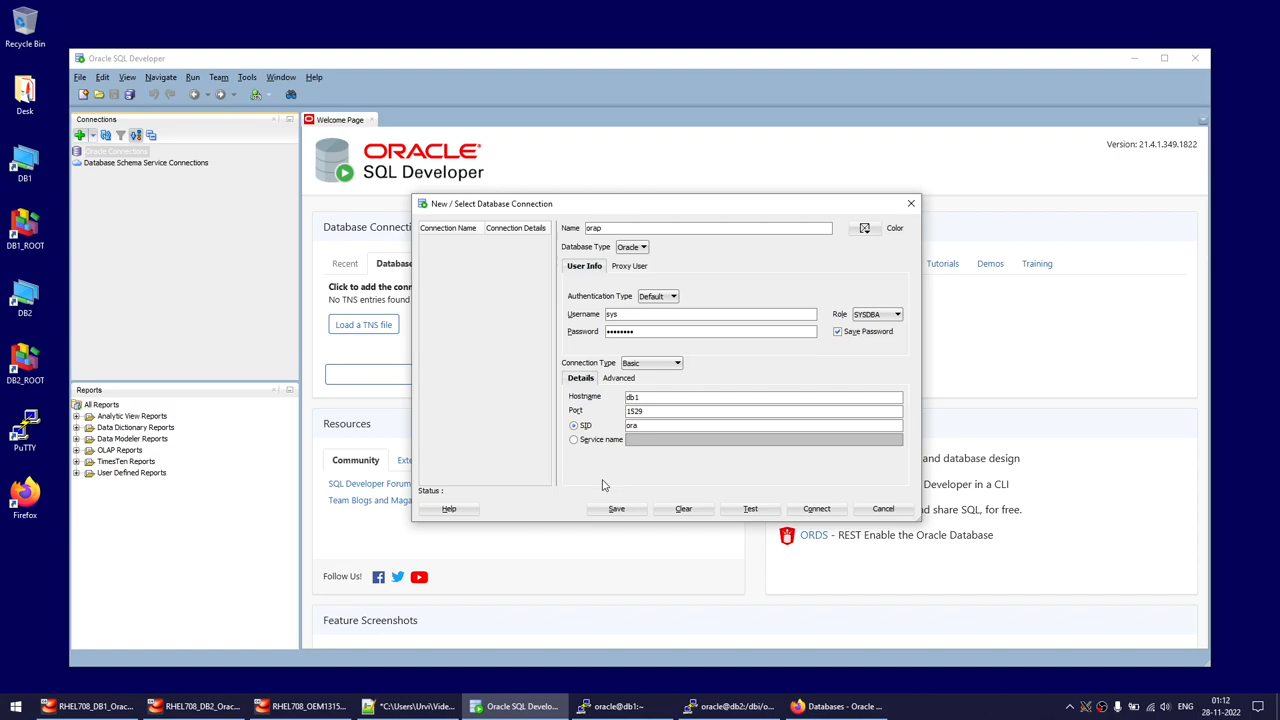 Recycle Bin
Desk
DB1
DB1_ROOT
DB2
DB2_ROOT
PuTTY
Firefox
Oracle SQL Developer
File Edit View Navigate Run Team Tools Window Help
Connections
Oracle Connections
Database Schema Service Connections
Reports
All Reports
Analytic View Reports
Data Dictionary Reports
Data Modeler Reports
OLAP Reports
TimesTen Reports
User Defined Reports
Welcome Page
ORACLE
SQL Developer
Version: 21.4.1.349.1822
Database Connecti
Recent Databas
Click to add the conn
No TNS entries found
Load a TNS file
Tutorials Demos Training
Resources
Community Exte
SQL Developer Forum
Team Blogs and Maga
and database design
Developer in a CLI
and share SQL, for free.
ORDS - REST Enable the Oracle Database
Follow Us!
Feature Screenshots
New / Select Database Connection
Connection Name Connection Details
Name orap Color
Database Type Oracle
User Info Proxy User
Authentication Type Default
Username sys Role SYSDBA
Password •••••••• Save Password
Connection Type Basic
Details Advanced
Hostname db1
Port 1529
SID ora
Service name
Status :
Help Save Clear Test Connect Cancel
RHEL708_DB1_Orac... RHEL708_DB2_Orac... RHEL708_OEM1315... *C:\Users\Urvi\Vide... Oracle SQL Develo... oracle@db1:~ oracle@db2:/dbi/o... Databases - Oracle ... ENG
01:12
28-11-2022